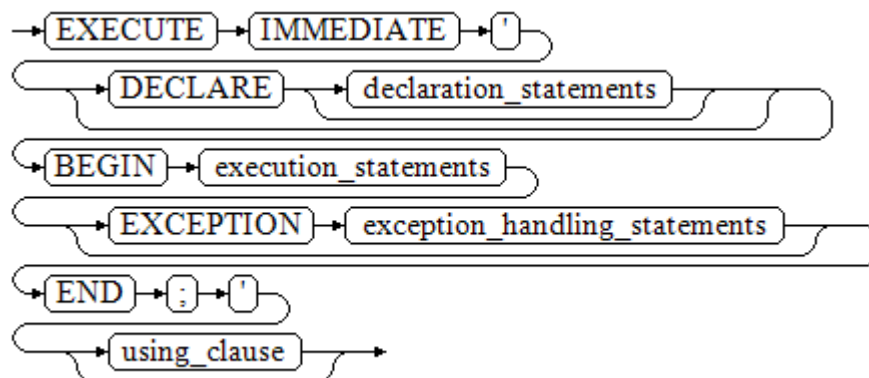 EXECUTE IMMEDIATE '
DECLARE declaration_statements
BEGIN execution_statements
EXCEPTION exception_handling_statements
END ; '
using_clause